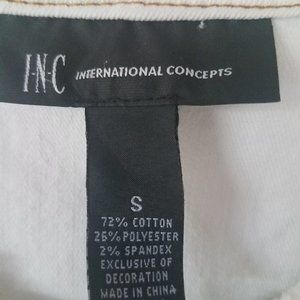 I·N·C INTERNATIONAL CONCEPTS
S
72% COTTON
26% POLYESTER
2% SPANDEX
EXCLUSIVE OF
DECORATION
MADE IN CHINA